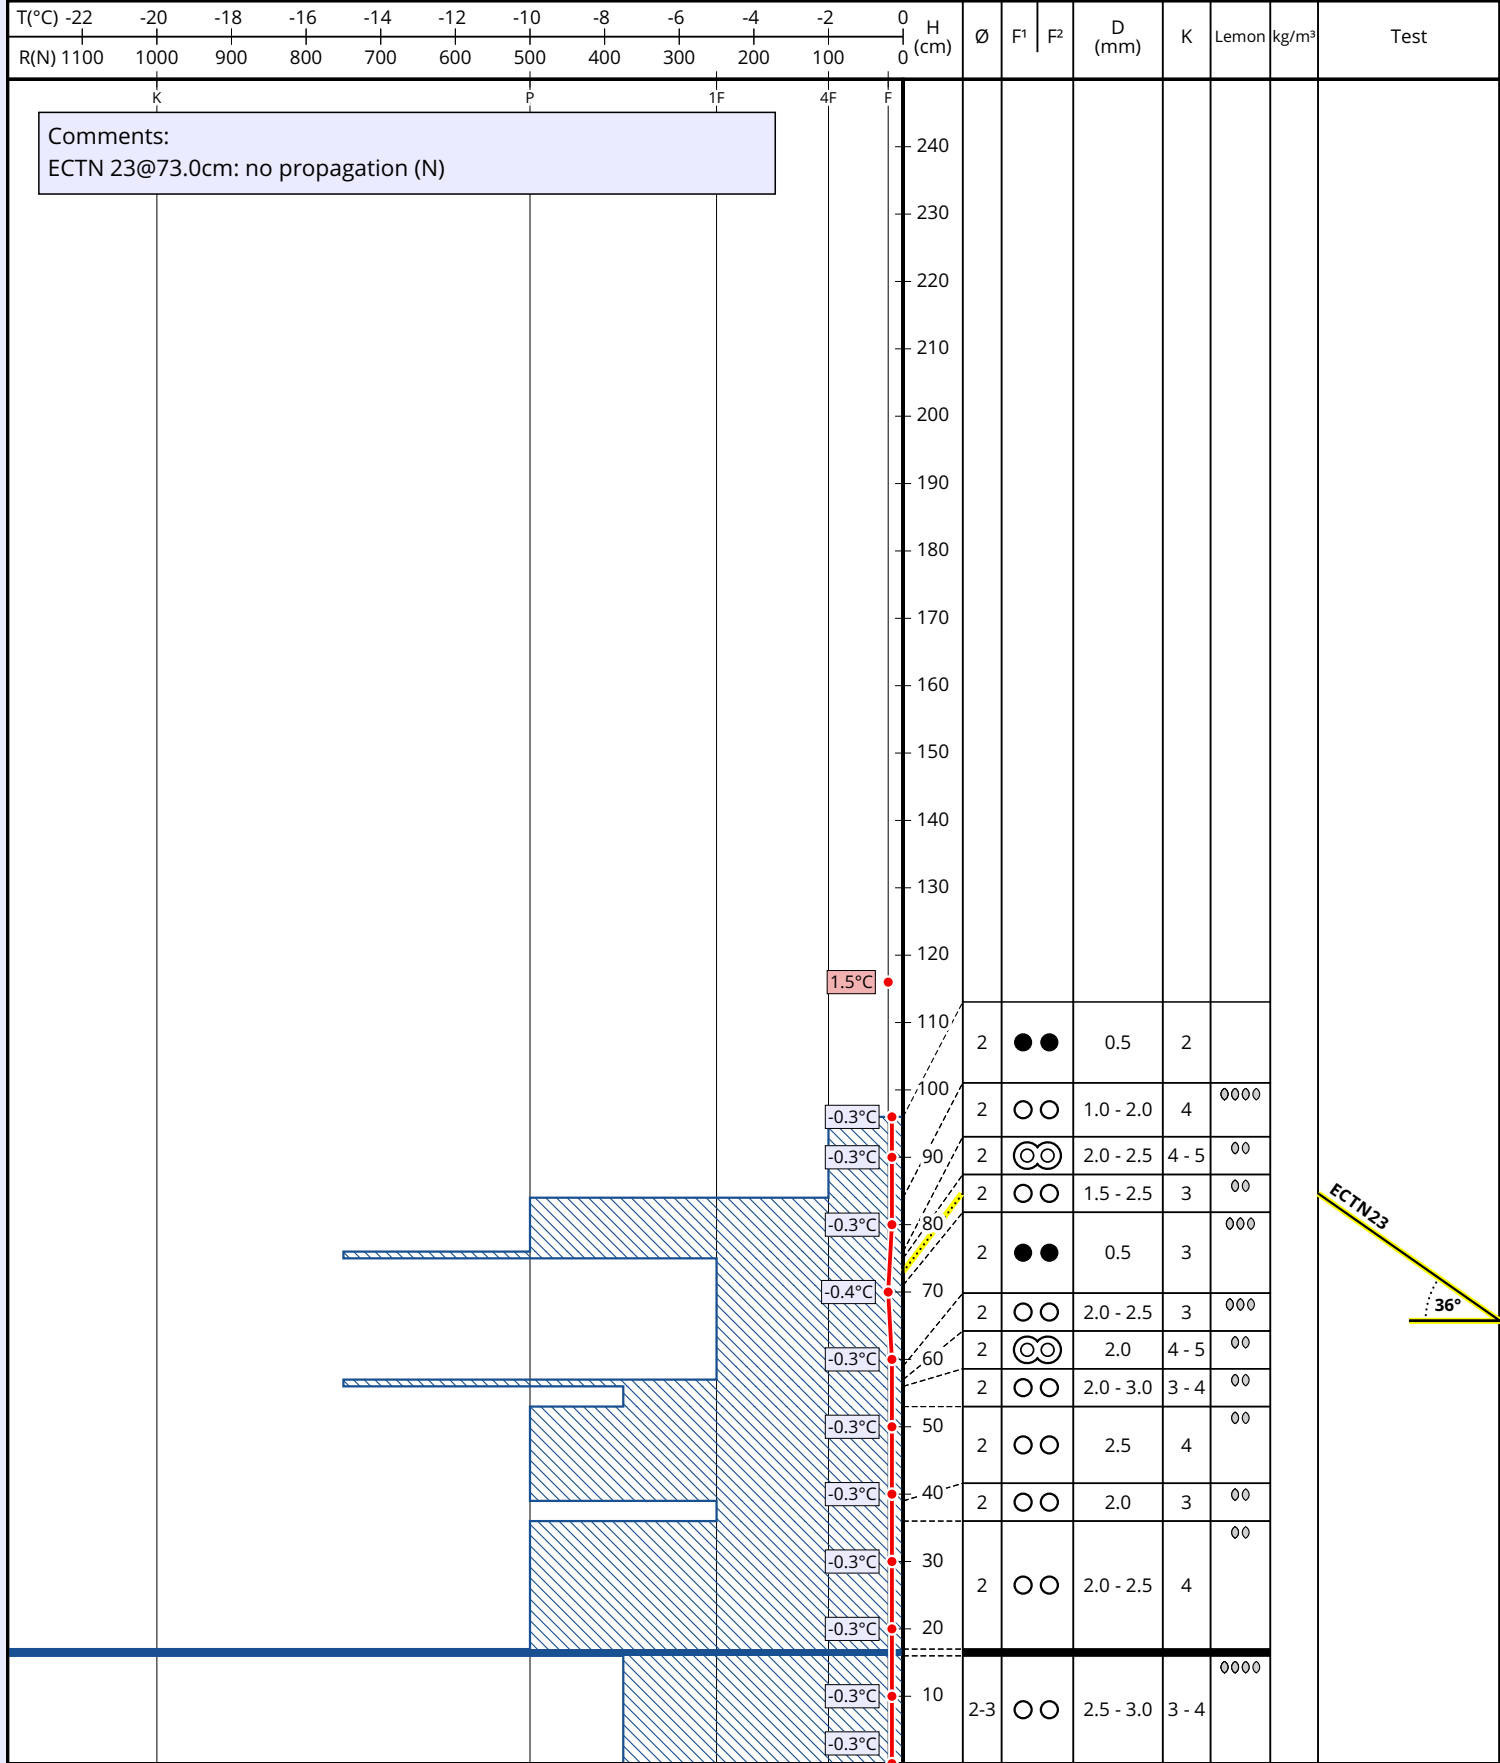 T(°C) -22 -20 -18 -16 -14 -12 -10 -8 -6 -4 -2 0
R(N) 1100 1000 900 800 700 600 500 400 300 200 100 0
H (cm) Ø F¹ F² D (mm) K Lemon kg/m³ Test
K P 1F 4F F
Comments:
ECTN 23@73.0cm: no propagation (N)
240
230
220
210
200
190
180
170
160
150
140
130
120
1.5°C
110
2 0.5 2
100
-0.3°C 2 1.0 - 2.0 4
-0.3°C 90 2 2.0 - 2.5 4 - 5
2 1.5 - 2.5 3
ECTN23
-0.3°C 80
2 0.5 3
-0.4°C 70
36°
2 2.0 - 2.5 3
-0.3°C 60 2 2.0 4 - 5
2 2.0 - 3.0 3 - 4
-0.3°C 50
2 2.5 4
-0.3°C 40 2 2.0 3
-0.3°C 30
2 2.0 - 2.5 4
-0.3°C 20
-0.3°C 10
2-3 2.5 - 3.0 3 - 4
-0.3°C